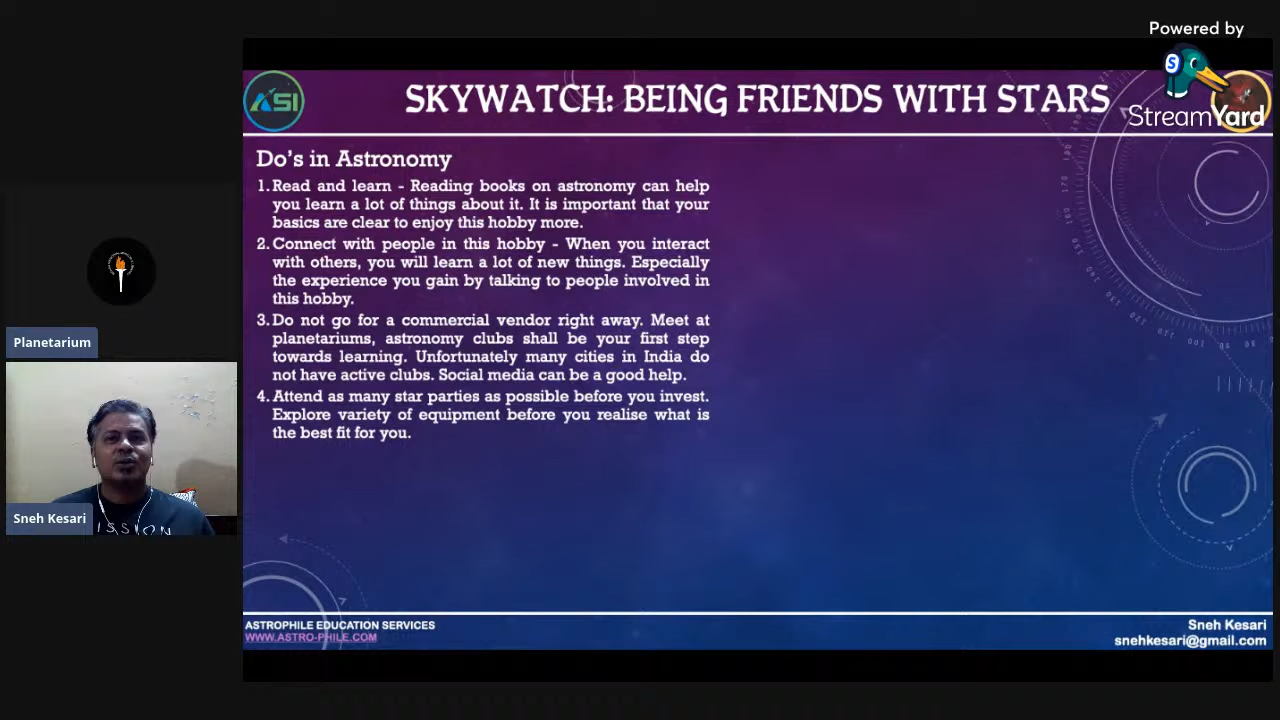 Powered by
StreamYard
ASI
SKYWATCH: BEING FRIENDS WITH STARS
Do's in Astronomy
1. Read and learn - Reading books on astronomy can help
you learn a lot of things about it. It is important that your
basics are clear to enjoy this hobby more.
2. Connect with people in this hobby - When you interact
with others, you will learn a lot of new things. Especially
the experience you gain by talking to people involved in
this hobby.
3. Do not go for a commercial vendor right away. Meet at
planetariums, astronomy clubs shall be your first step
towards learning. Unfortunately many cities in India do
not have active clubs. Social media can be a good help.
4. Attend as many star parties as possible before you invest.
Explore variety of equipment before you realise what is
the best fit for you.
Planetarium
Sneh Kesari
ISSION
ASTROPHILE EDUCATION SERVICES
WWW.ASTRO-PHILE.COM
Sneh Kesari
snehkesari@gmail.com